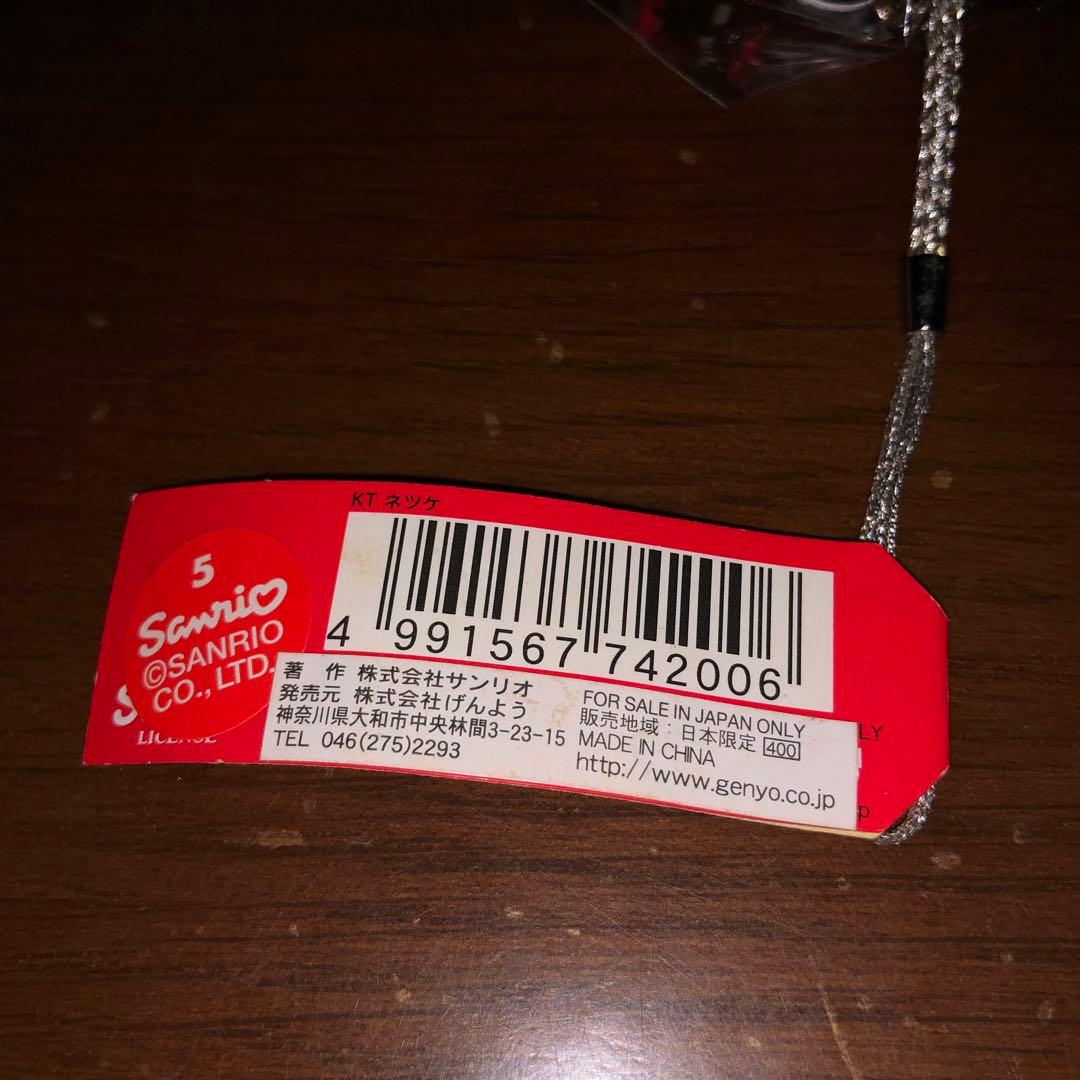 KT ネツケ
4 991567 742006
5
Sanrio
©SANRIO
CO., LTD.
LICENSE
著 作 株式会社サンリオ
発売元 株式会社げんよう
神奈川県大和市中央林間3-23-15
TEL 046(275)2293
FOR SALE IN JAPAN ONLY
販売地域：日本限定 400
MADE IN CHINA
http://www.genyo.co.jp
LY
p